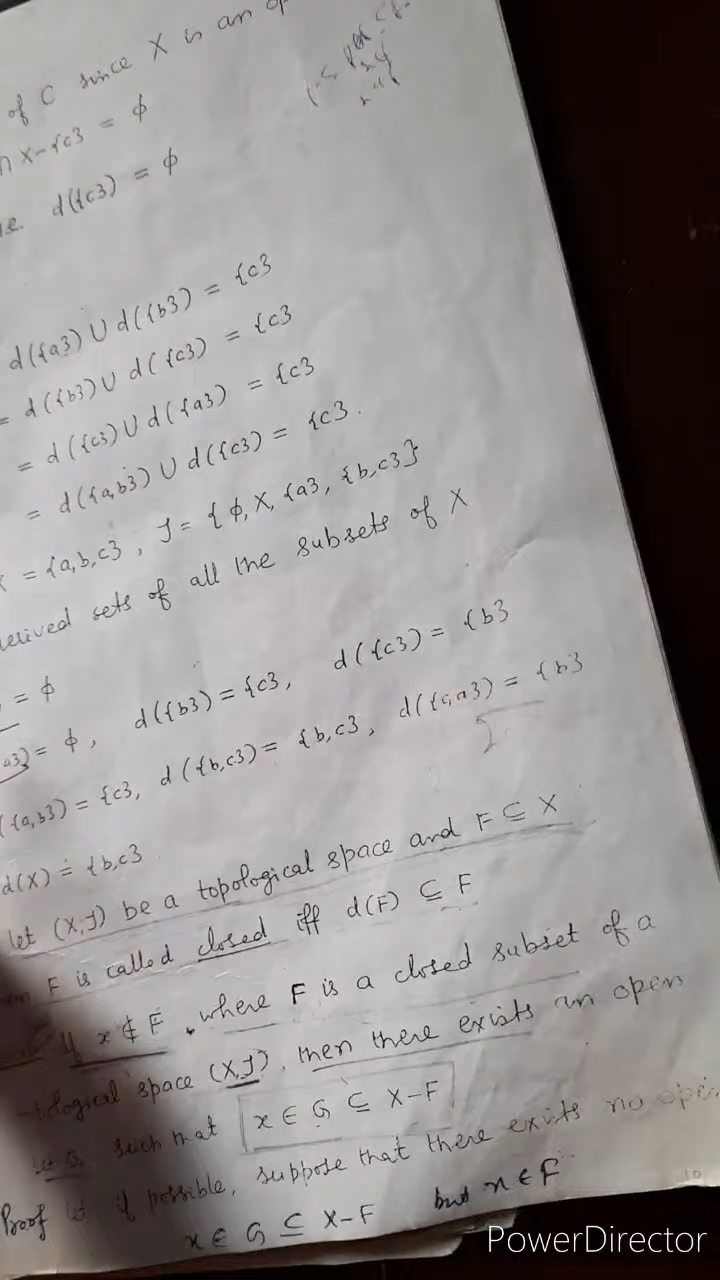 of C since X is an op
X-{c} = ϕ
d({c}) = ϕ
d({a}) ∪ d({b}) = {c}
= d({b}) ∪ d({c}) = {c}
= d({c}) ∪ d({a}) = {c}
= d({a,b}) ∪ d({c}) = {c}.
= {a,b,c}, J = {ϕ, X, {a}, {b,c}}
derived sets of all the subsets of X
= ϕ
a}) = ϕ, d({b}) = {c}, d({c}) = {b}
({a,b}) = {c}, d({b,c}) = {b,c}, d({c,a}) = {b}
d(X) = {b,c}
let (X,J) be a topological space and F ⊆ X
F is called closed iff d(F) ⊆ F
If x ∉ F, where F is a closed subset of a
-tological space (X,J), then there exists an open
G such that x ∈ G ⊆ X-F
Proof if possible, suppose that there exists no open
x ∈ G ⊆ X-F but x ∈ F
PowerDirector